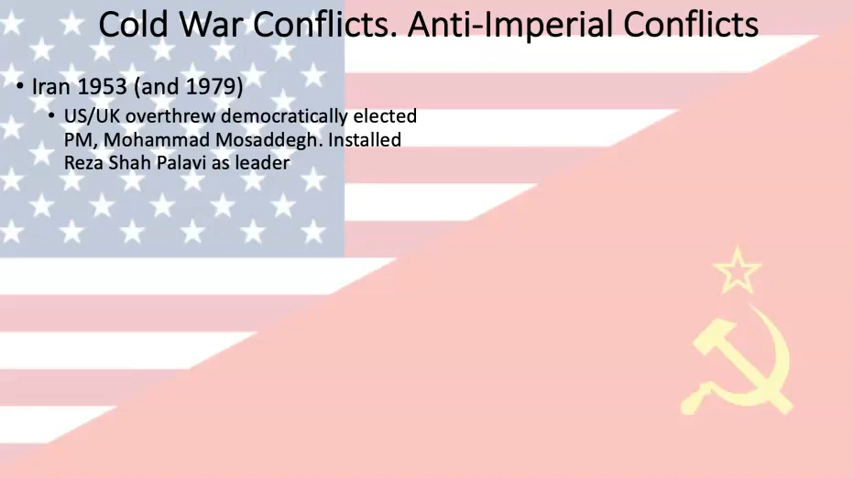 Cold War Conflicts. Anti-Imperial Conflicts
• Iran 1953 (and 1979)
• US/UK overthrew democratically elected
PM, Mohammad Mosaddegh. Installed
Reza Shah Palavi as leader